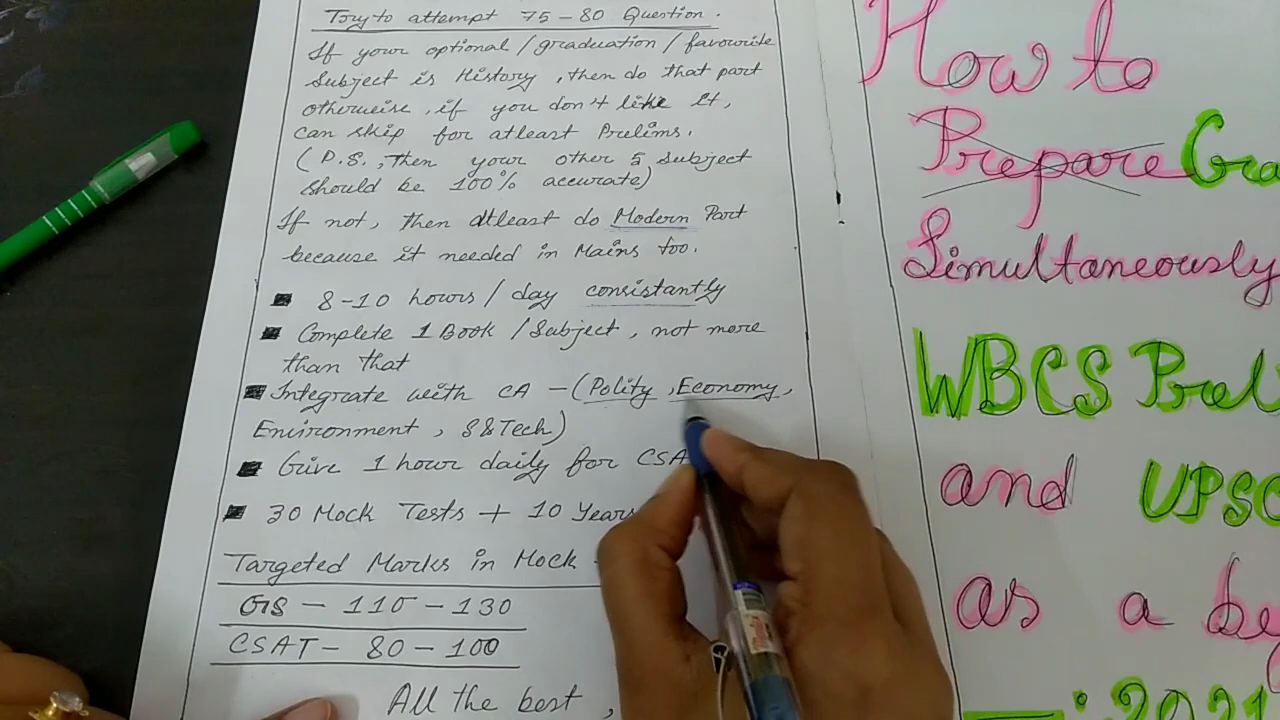 Try to attempt 75-80 Question.
If your optional/graduation/favourite
Subject is History, then do that part
otherwise, if you don't like it,
can skip for atleast Prelims.
(P.S., then your other 5 subject
should be 100% accurate)
If not, then atleast do Modern Part
because it needed in Mains too.
8-10 hours/day consistantly
Complete 1 Book/Subject, not more
than that
Integrate with CA - (Polity, Economy,
Environment, S&Tech)
Give 1 hour daily for CSA
30 Mock Tests + 10 Years
Targeted Marks in Mock -
GS - 110 - 130
CSAT - 80 - 100
All the best,
How to
Prepare Gra
Simultaneously
WBCS Prel
and UPSC
as a be
: 2021